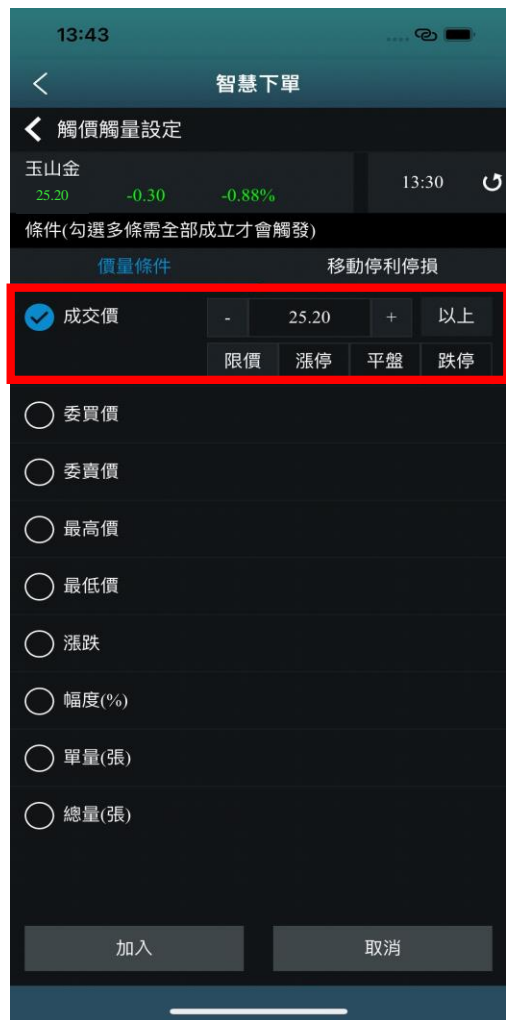 13:43
智慧下單
觸價觸量設定
玉山金
25.20 -0.30 -0.88% 13:30
條件(勾選多條需全部成立才會觸發)
價量條件 移動停利停損
成交價 - 25.20 + 以上
限價 漲停 平盤 跌停
委買價
委賣價
最高價
最低價
漲跌
幅度(%)
單量(張)
總量(張)
加入 取消